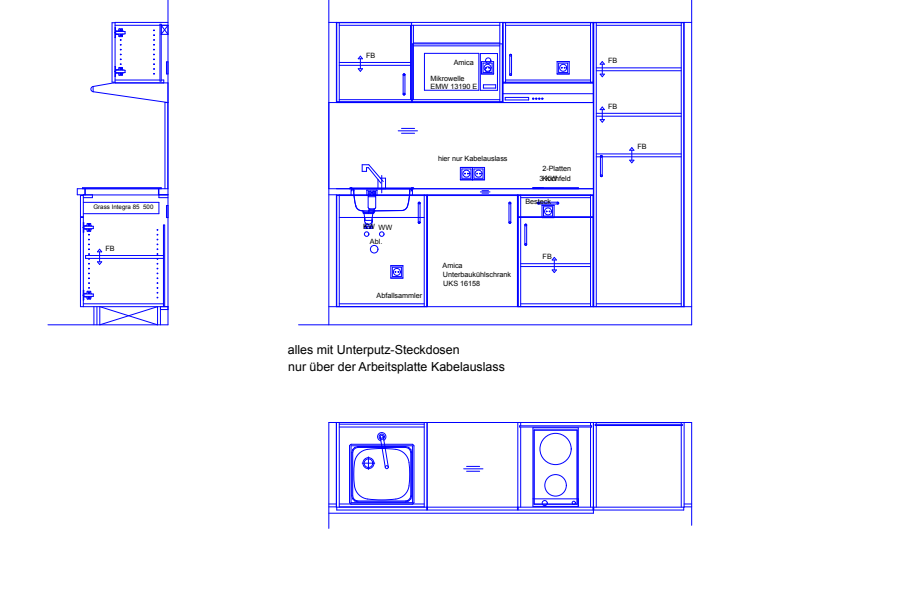 FB
Grass Integra 85 500
FB
Amica
Mikrowelle
EMW 13190 E
FB
FB
FB
hier nur Kabelauslass
2-Platten
Kochfeld
Besteck
WW
Abl.
FB
Amica
Unterbaukühlschrank
UKS 16158
Abfallsammler
alles mit Unterputz-Steckdosen
nur über der Arbeitsplatte Kabelauslass